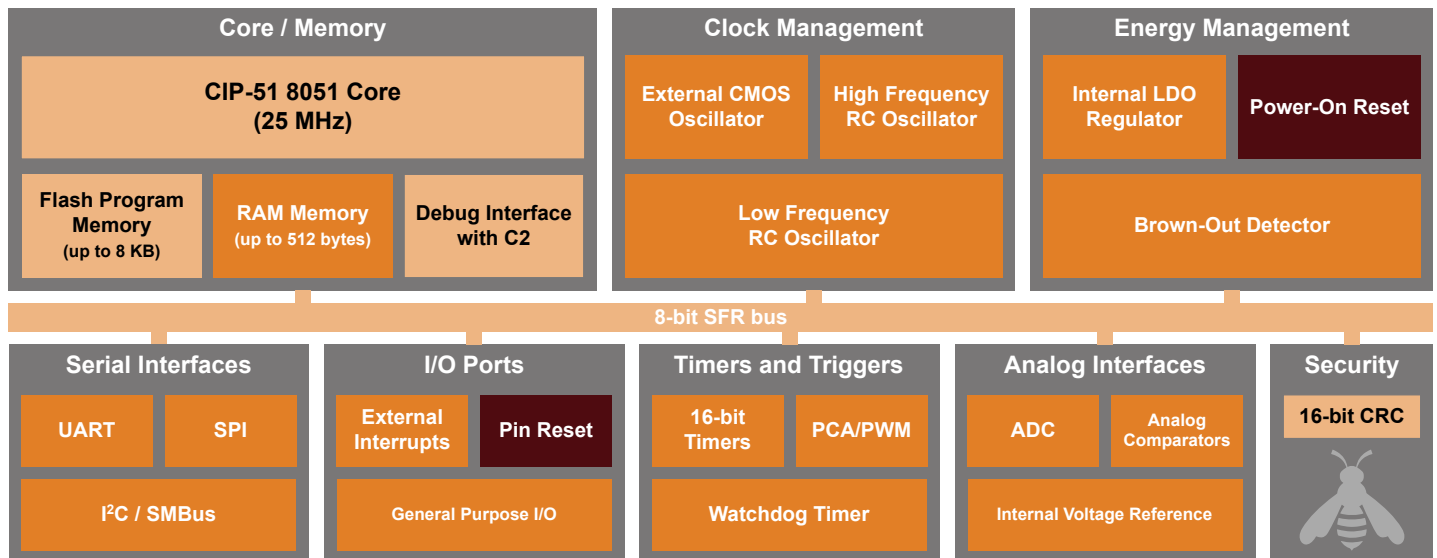 Core / Memory
CIP-51 8051 Core
(25 MHz)
Flash Program
Memory
(up to 8 KB)
RAM Memory
(up to 512 bytes)
Debug Interface
with C2
Clock Management
External CMOS
Oscillator
High Frequency
RC Oscillator
Low Frequency
RC Oscillator
Energy Management
Internal LDO
Regulator
Power-On Reset
Brown-Out Detector
8-bit SFR bus
Serial Interfaces
UART
SPI
I²C / SMBus
I/O Ports
External
Interrupts
Pin Reset
General Purpose I/O
Timers and Triggers
16-bit
Timers
PCA/PWM
Watchdog Timer
Analog Interfaces
ADC
Analog
Comparators
Internal Voltage Reference
Security
16-bit CRC